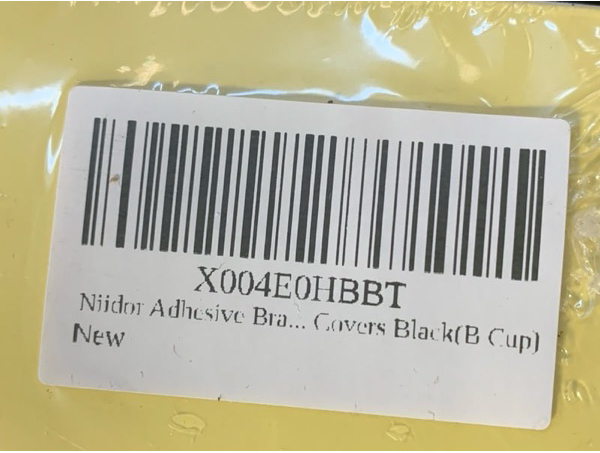 X004E0HBBT
Niidor Adhesive Bra... Covers Black(B Cup)
New